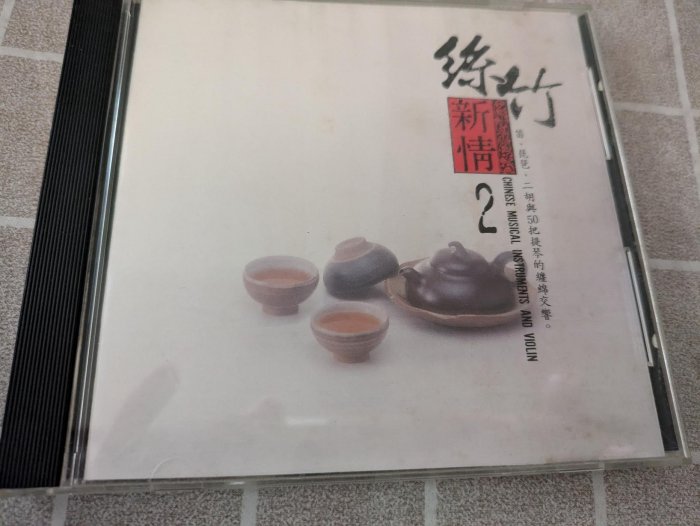 絲竹
新情
2
笛．琵琶．二胡與50把提琴的纏綿交響。
CHINESE MUSICAL INSTRUMENTS AND VIOLIN